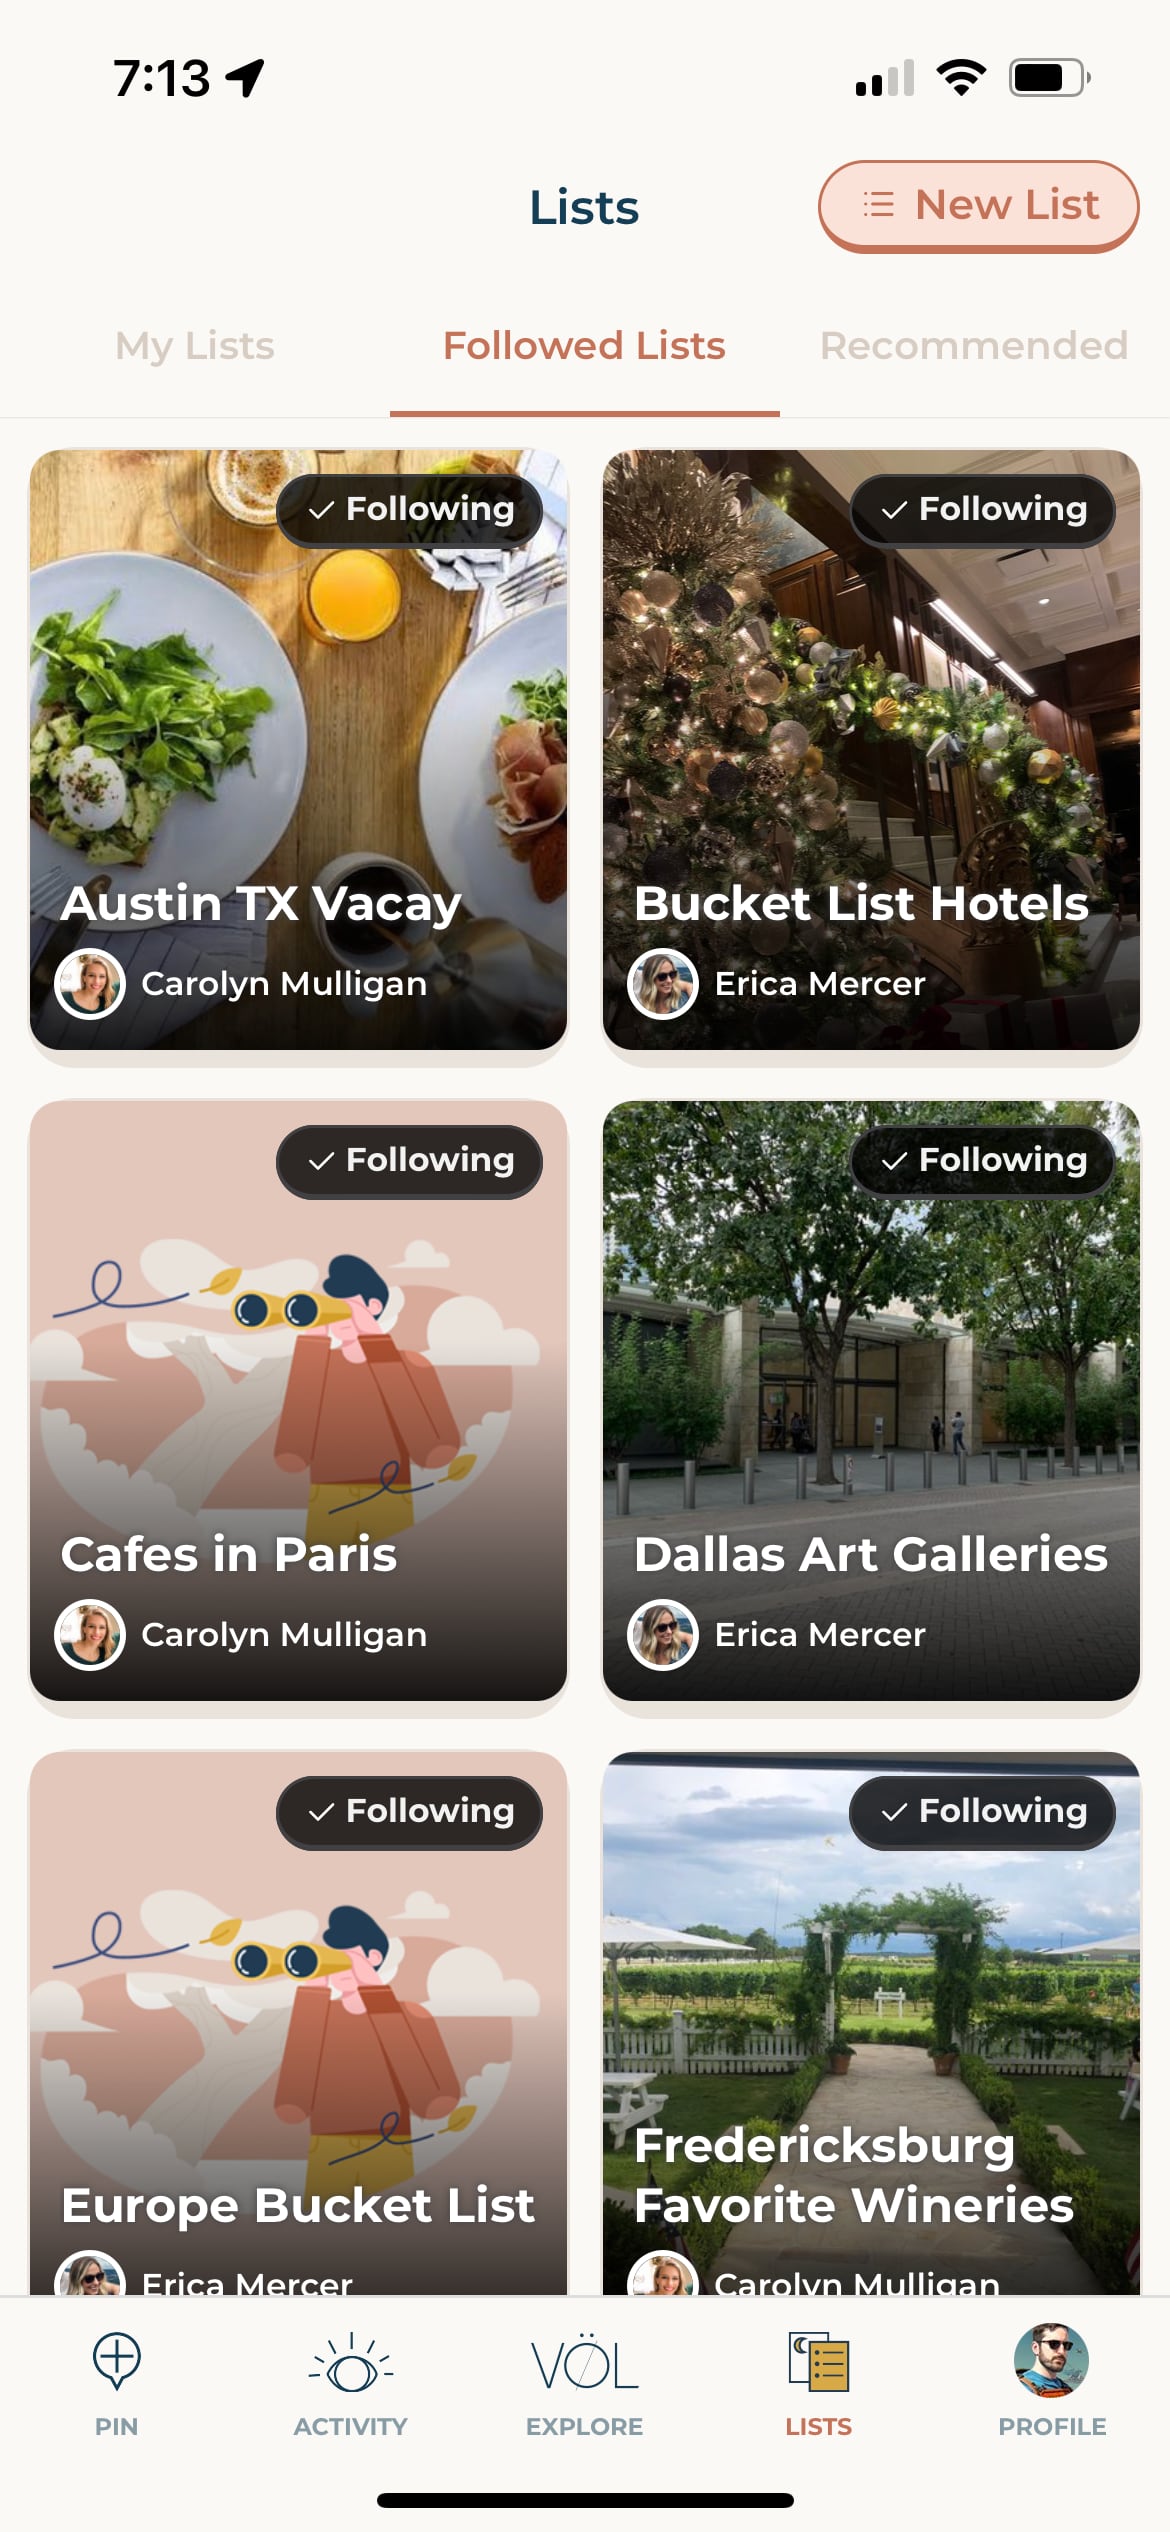 7:13
Lists
New List
My Lists
Followed Lists
Recommended
Following
Austin TX Vacay
Carolyn Mulligan
Following
Bucket List Hotels
Erica Mercer
Following
Cafes in Paris
Carolyn Mulligan
Following
Dallas Art Galleries
Erica Mercer
Following
Europe Bucket List
Erica Mercer
Following
Fredericksburg
Favorite Wineries
Carolyn Mulligan
PIN
ACTIVITY
VÖL
EXPLORE
LISTS
PROFILE